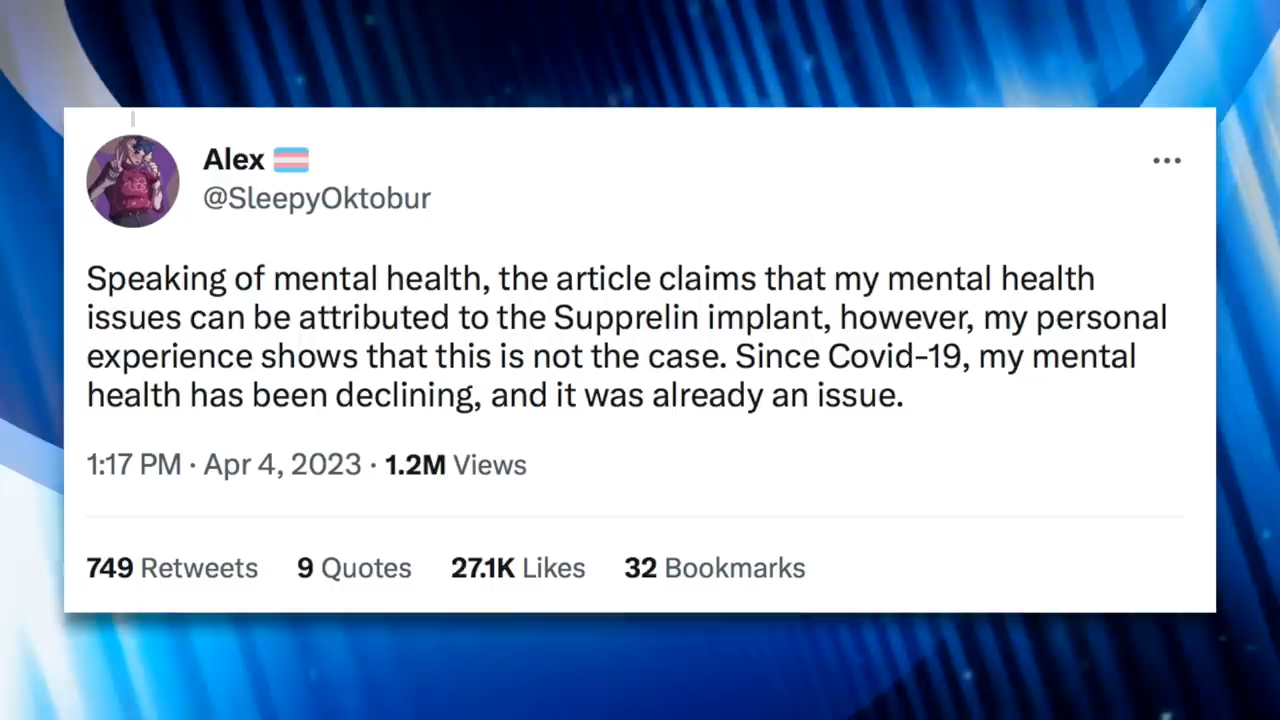 Alex
@SleepyOktobur
Speaking of mental health, the article claims that my mental health
issues can be attributed to the Supprelin implant, however, my personal
experience shows that this is not the case. Since Covid-19, my mental
health has been declining, and it was already an issue.
1:17 PM · Apr 4, 2023 · 1.2M Views
749 Retweets 9 Quotes 27.1K Likes 32 Bookmarks